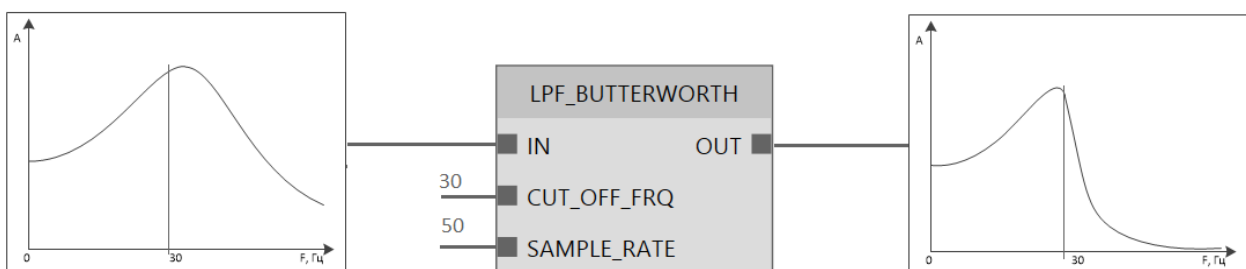 A
0
30
F, Гц
LPF_BUTTERWORTH
IN
OUT
30
CUT_OFF_FRQ
50
SAMPLE_RATE
A
0
30
F, Гц